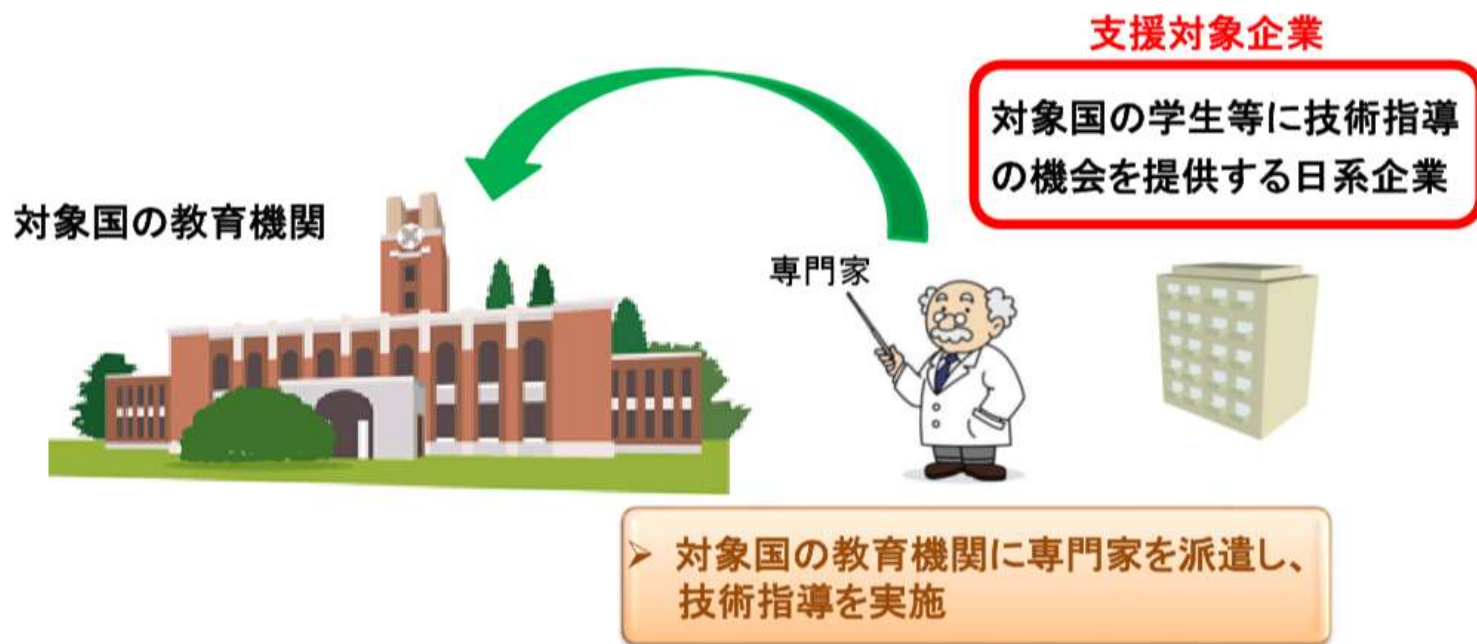 支援対象企業
対象国の学生等に技術指導
の機会を提供する日系企業
対象国の教育機関
専門家
➢ 対象国の教育機関に専門家を派遣し、
技術指導を実施